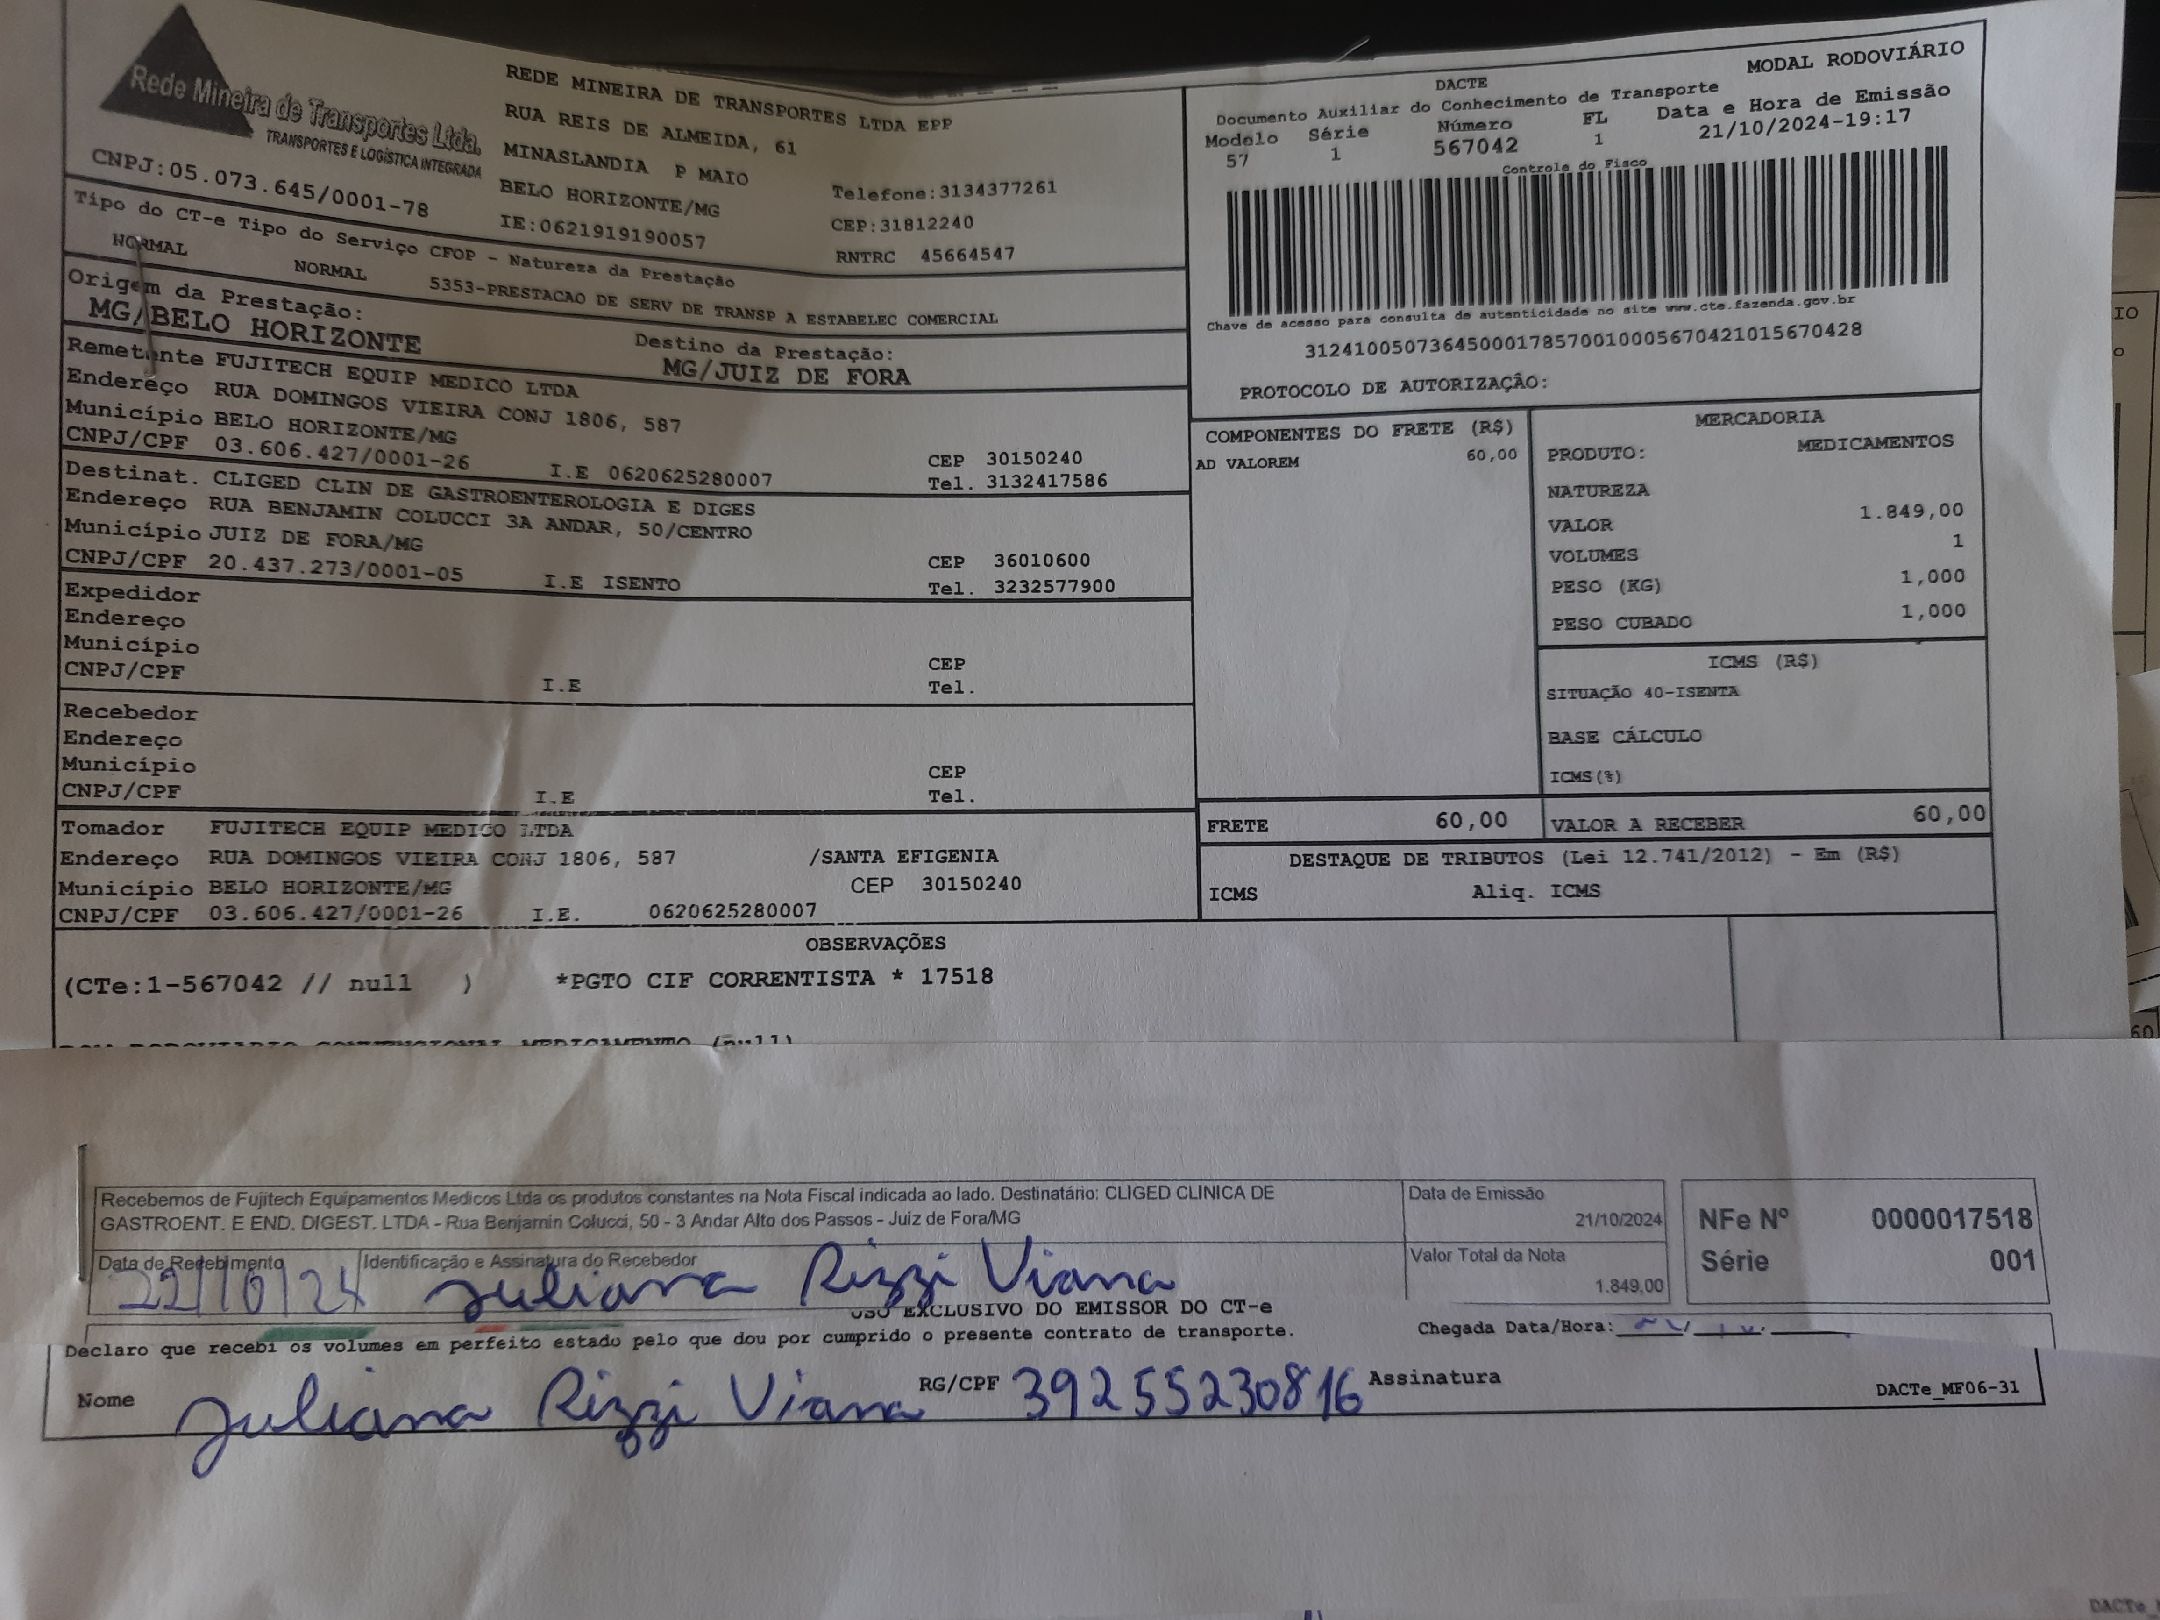 Rede Mineira de Transportes Ltda.
TRANSPORTES E LOGÍSTICA INTEGRADA
CNPJ:05.073.645/0001-78
REDE MINEIRA DE TRANSPORTES LTDA EPP
RUA REIS DE ALMEIDA, 61
MINASLANDIA P MAIO
BELO HORIZONTE/MG
IE:0621919190057
Telefone:3134377261
CEP:31812240
RNTRC 45664547
DACTE
MODAL RODOVIÁRIO
Documento Auxiliar do Conhecimento de Transporte
Modelo Série Número FL Data e Hora de Emissão
57 1 567042 1 21/10/2024-19:17
Controle do Fisco
Chave de acesso para consulta de autenticidade no site www.cte.fazenda.gov.br
31241005073645000178570010005670421015670428
PROTOCOLO DE AUTORIZAÇÃO:
Tipo do CT-e Tipo do Serviço CFOP - Natureza da Prestação
NORMAL NORMAL 5353-PRESTACAO DE SERV DE TRANSP A ESTABELEC COMERCIAL
Origem da Prestação:
MG/BELO HORIZONTE
Destino da Prestação:
MG/JUIZ DE FORA
Remetente FUJITECH EQUIP MEDICO LTDA
Endereço RUA DOMINGOS VIEIRA CONJ 1806, 587
Município BELO HORIZONTE/MG CEP 30150240
CNPJ/CPF 03.606.427/0001-26 I.E 0620625280007 Tel. 3132417586
Destinat. CLIGED CLIN DE GASTROENTEROLOGIA E DIGES
Endereço RUA BENJAMIN COLUCCI 3A ANDAR, 50/CENTRO
Município JUIZ DE FORA/MG CEP 36010600
CNPJ/CPF 20.437.273/0001-05 I.E ISENTO Tel. 3232577900
Expedidor
Endereço
Município CEP
CNPJ/CPF I.E Tel.
Recebedor
Endereço
Município CEP
CNPJ/CPF I.E Tel.
Tomador FUJITECH EQUIP MEDICO LTDA
Endereço RUA DOMINGOS VIEIRA CONJ 1806, 587 /SANTA EFIGENIA
Município BELO HORIZONTE/MG CEP 30150240
CNPJ/CPF 03.606.427/0001-26 I.E. 0620625280007
COMPONENTES DO FRETE (R$)
AD VALOREM 60,00
MERCADORIA
PRODUTO: MEDICAMENTOS
NATUREZA
VALOR 1.849,00
VOLUMES 1
PESO (KG) 1,000
PESO CUBADO 1,000
ICMS (R$)
SITUAÇÃO 40-ISENTA
BASE CÁLCULO
ICMS(%)
FRETE 60,00 VALOR A RECEBER 60,00
DESTAQUE DE TRIBUTOS (Lei 12.741/2012) - Em (R$)
ICMS Aliq. ICMS
OBSERVAÇÕES
(CTe:1-567042 // null ) *PGTO CIF CORRENTISTA * 17518
RODOVIARIO CONVENCIONAL MEDICAMENTO (null)
Recebemos de Fujitech Equipamentos Medicos Ltda os produtos constantes na Nota Fiscal indicada ao lado. Destinatário: CLIGED CLINICA DE
GASTROENT. E END. DIGEST. LTDA - Rua Benjamin Colucci, 50 - 3 Andar Alto dos Passos - Juiz de Fora/MG
Data de Emissão
21/10/2024
NFe Nº 0000017518
Série 001
Data de Recebimento Identificação e Assinatura do Recebedor
22/10/24 Juliana Rizzi Viana
Valor Total da Nota
1.849,00
USO EXCLUSIVO DO EMISSOR DO CT-e
Declaro que recebi os volumes em perfeito estado pelo que dou por cumprido o presente contrato de transporte.
Chegada Data/Hora:
Nome Juliana Rizzi Viana RG/CPF 39255230816 Assinatura
DACTe_MF06-31